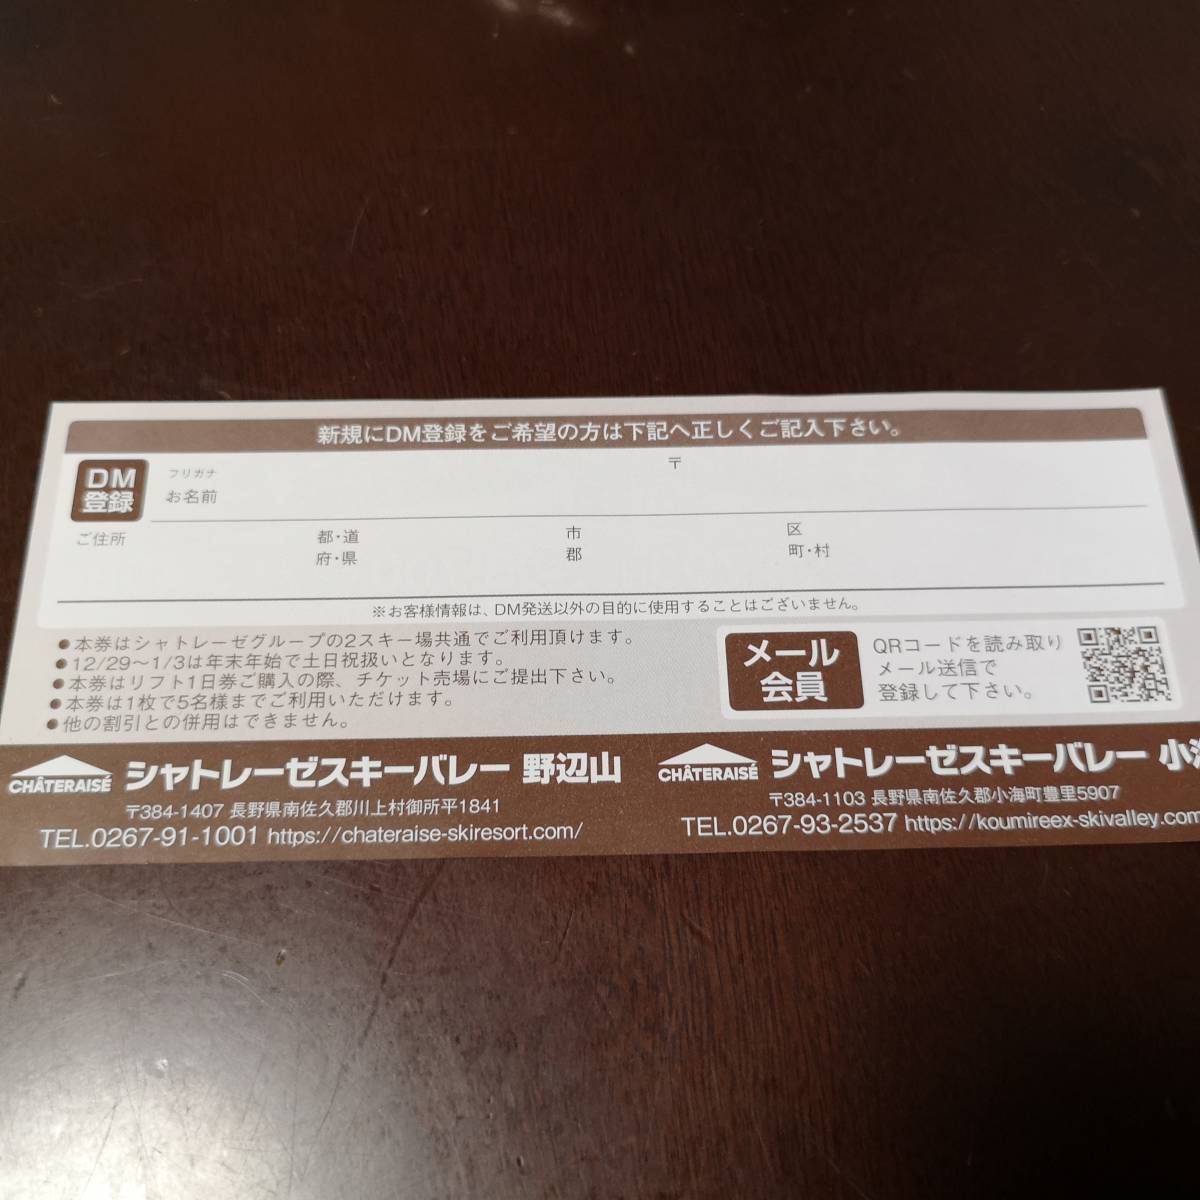 新規にDM登録をご希望の方は下記へ正しくご記入下さい。
DM
登録
フリガナ
お名前
〒
ご住所
都・道
府・県
市
郡
区
町・村
※お客様情報は、DM発送以外の目的に使用することはございません。
●本券はシャトレーゼグループの2スキー場共通でご利用頂けます。
●12/29〜1/3は年末年始で土日祝扱いとなります。
●本券はリフト1日券ご購入の際、チケット売場にご提出下さい。
●本券は1枚で5名様までご利用いただけます。
●他の割引との併用はできません。
メール
会員
QRコードを読み取り
メール送信で
登録して下さい。
CHÂTERAISÉ シャトレーゼスキーバレー 野辺山
〒384-1407 長野県南佐久郡川上村御所平1841
TEL.0267-91-1001 https://chateraise-skiresort.com/
CHÂTERAISÉ シャトレーゼスキーバレー 小海
〒384-1103 長野県南佐久郡小海町豊里5907
TEL.0267-93-2537 https://koumireex-skivalley.com